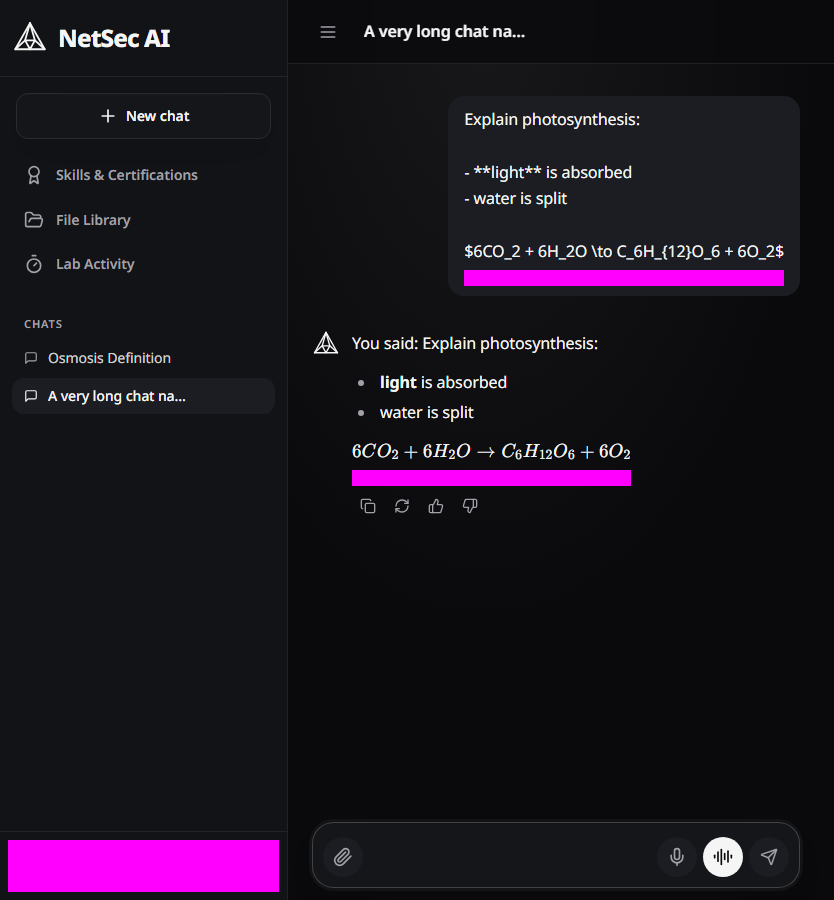 NetSec AI
New chat
Skills & Certifications
File Library
Lab Activity
CHATS
Osmosis Definition
A very long chat na...
A very long chat na...
Explain photosynthesis:
- **light** is absorbed
- water is split
$6CO_2 + 6H_2O \to C_6H_{12}O_6 + 6O_2$
You said: Explain photosynthesis:
• light is absorbed
• water is split
6CO₂ + 6H₂O → C₆H₁₂O₆ + 6O₂